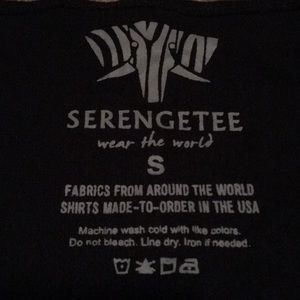 SERENGETEE
wear the world
S
FABRICS FROM AROUND THE WORLD
SHIRTS MADE-TO-ORDER IN THE USA
Machine wash cold with like colors.
Do not bleach. Line dry. Iron if needed.